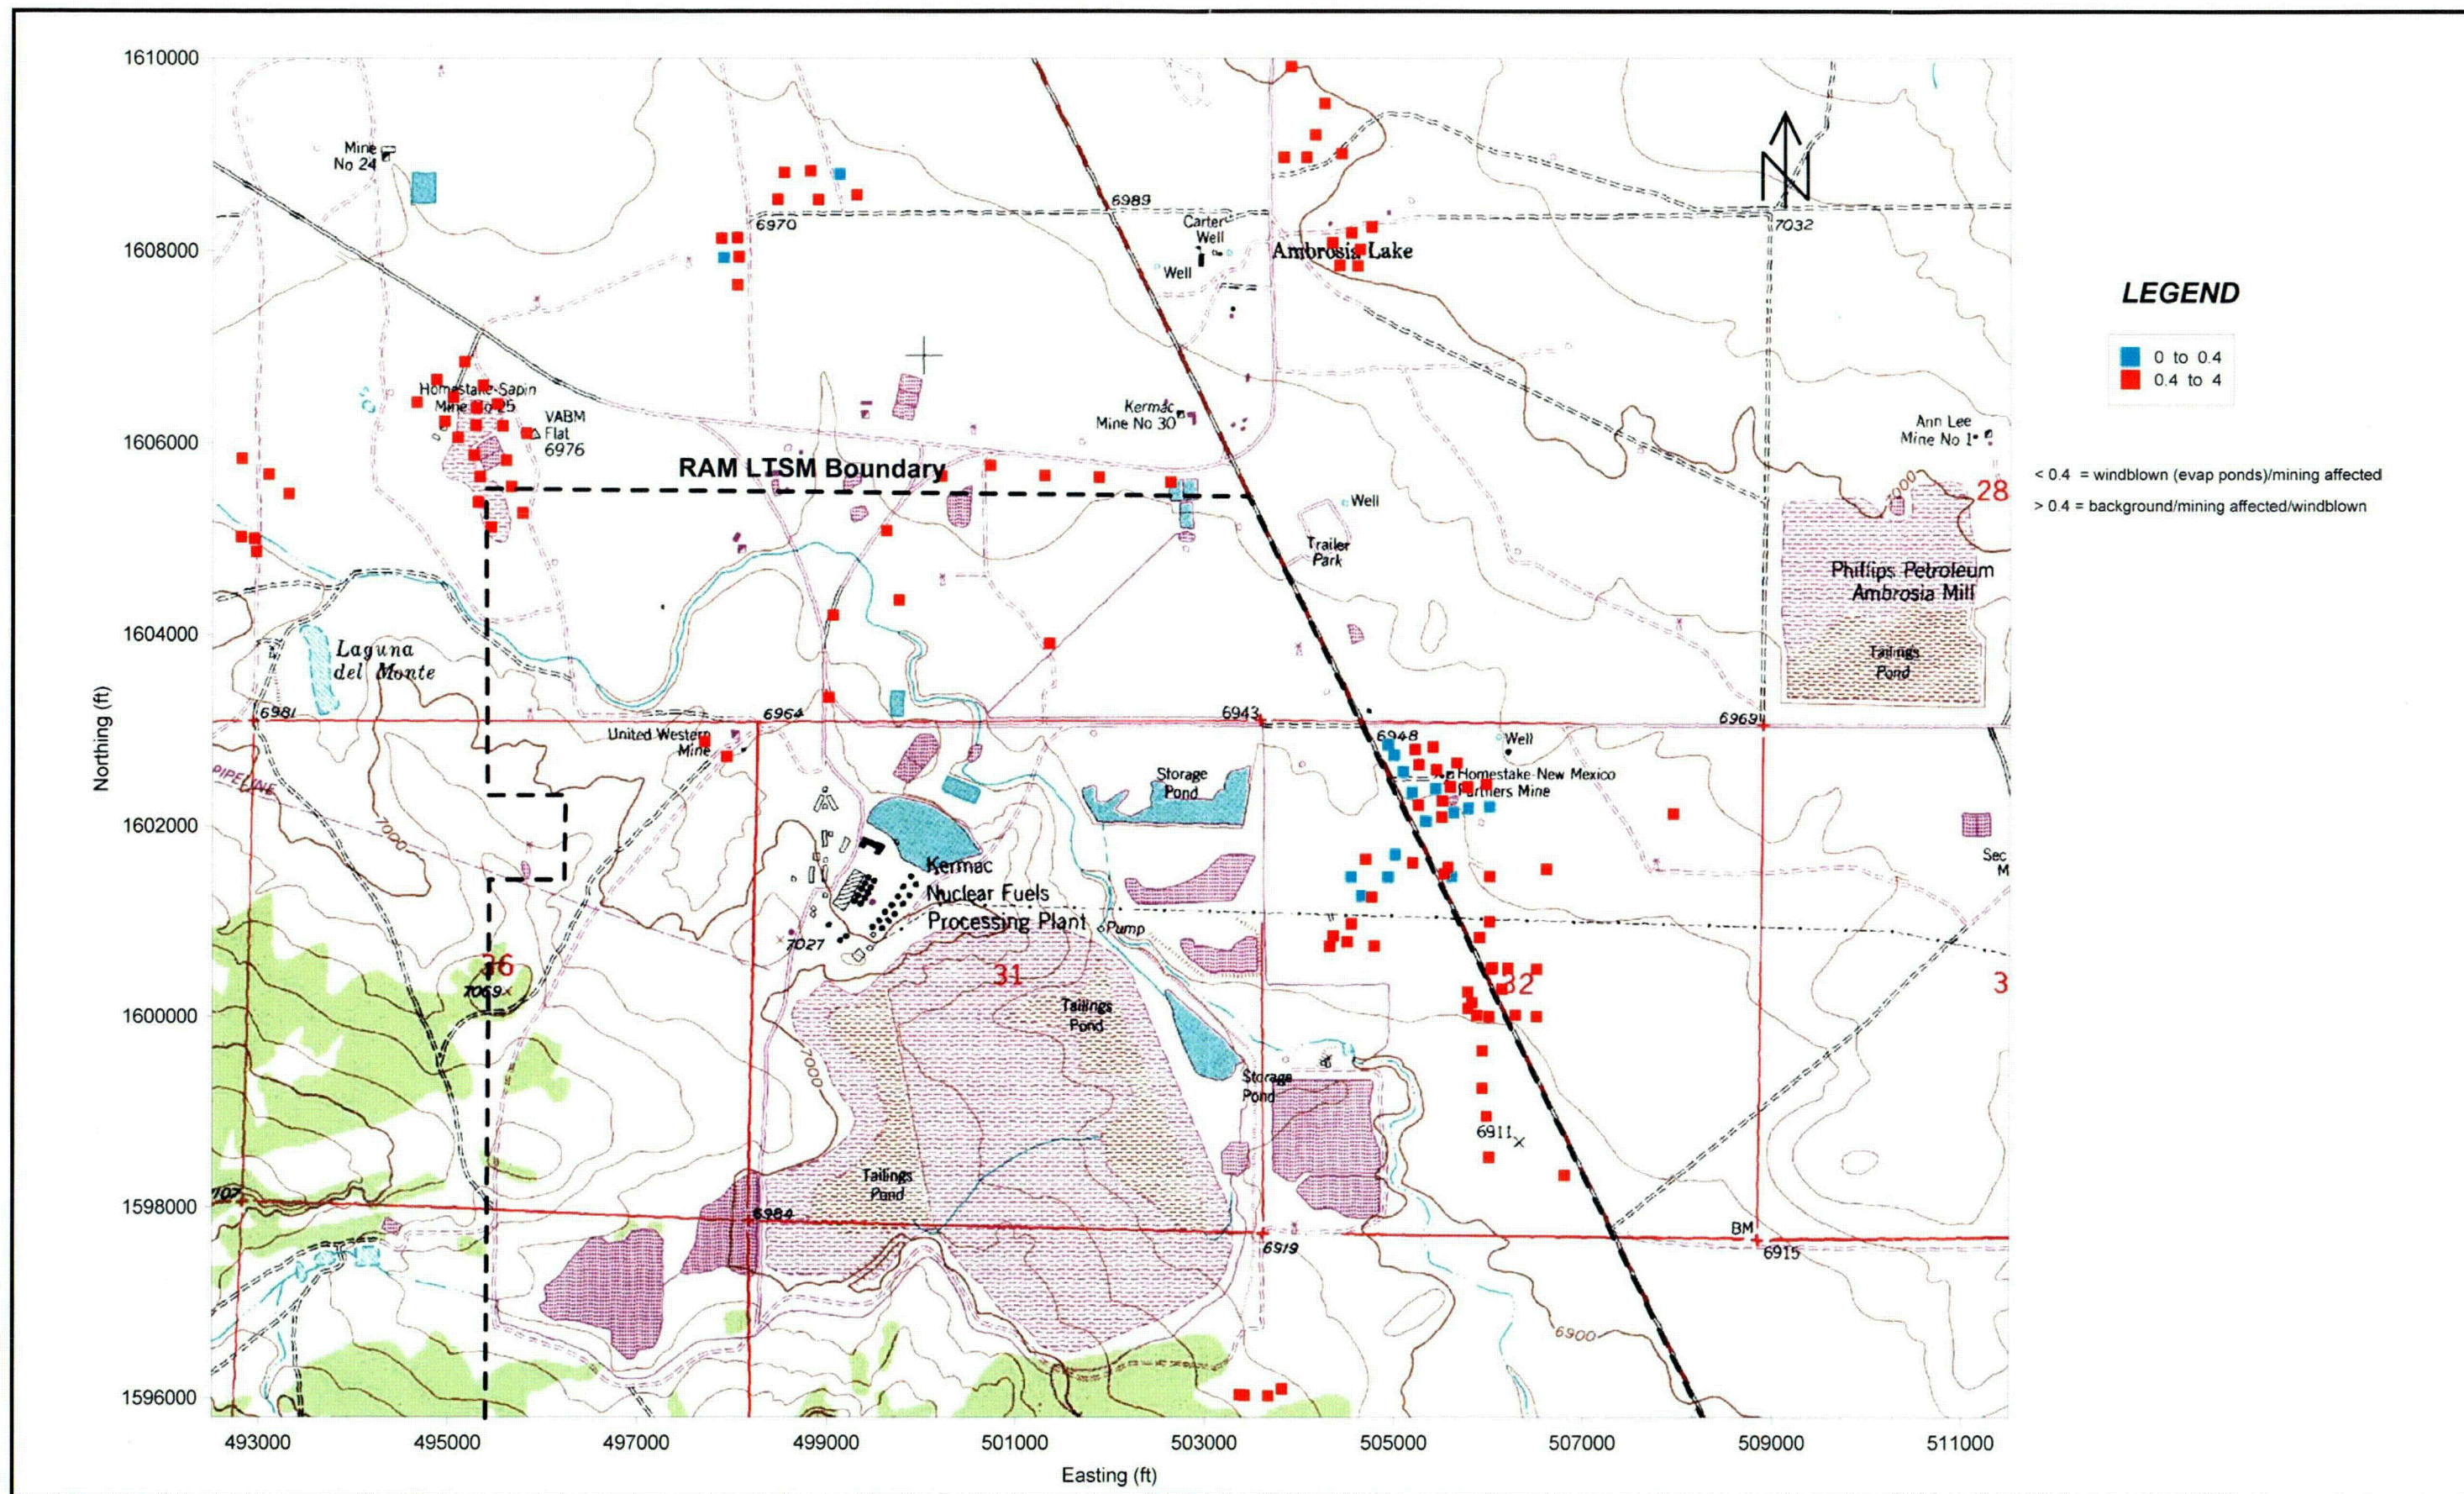 1610000
Mine
No 24
6989
Carter
Well
6970
7032
1608000
Ambrosia Lake
Well
LEGEND
0 to 0.4
0.4 to 4
Homestake-Sapin
Mine No 25
VABM
Flat
6976
Kermac
Mine No 30
Ann Lee
Mine No 1
1606000
RAM LTSM Boundary
< 0.4 = windblown (evap ponds)/mining affected
28
> 0.4 = background/mining affected/windblown
Well
Trailer
Park
Phillips Petroleum
Ambrosia Mill
1604000
Laguna
del Monte
Tailings
Pond
6981
6964
6943
6969
Northing (ft)
United Western
Mine
6948
Well
PIPELINE
Storage
Pond
Homestake-New Mexico
Partners Mine
1602000
7000
Sec
M
Kermac
Nuclear Fuels
Processing Plant
Pump
7027
36
31
32
3
7069
1600000
Tailings
Pond
7000
Storage
Pond
6911
Tailings
Pond
1598000
6984
BM
6919
6915
6900
1596000
493000 495000 497000 499000 501000 503000 505000 507000 509000 511000
Easting (ft)